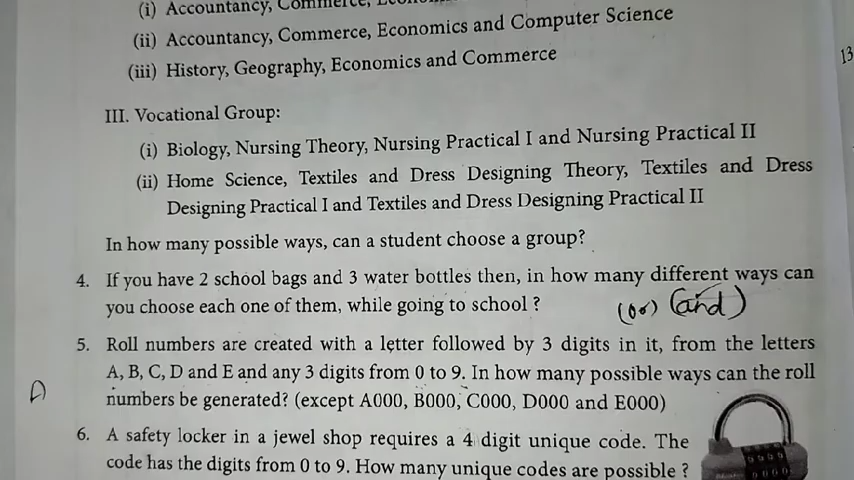 (i) Accountancy, Commerce,
(ii) Accountancy, Commerce, Economics and Computer Science
(iii) History, Geography, Economics and Commerce
13
III. Vocational Group:
(i) Biology, Nursing Theory, Nursing Practical I and Nursing Practical II
(ii) Home Science, Textiles and Dress Designing Theory, Textiles and Dress
Designing Practical I and Textiles and Dress Designing Practical II
In how many possible ways, can a student choose a group?
4. If you have 2 school bags and 3 water bottles then, in how many different ways can
you choose each one of them, while going to school ?
(or) (and)
5. Roll numbers are created with a letter followed by 3 digits in it, from the letters
A, B, C, D and E and any 3 digits from 0 to 9. In how many possible ways can the roll
numbers be generated? (except A000, B000, C000, D000 and E000)
6. A safety locker in a jewel shop requires a 4 digit unique code. The
code has the digits from 0 to 9. How many unique codes are possible ?